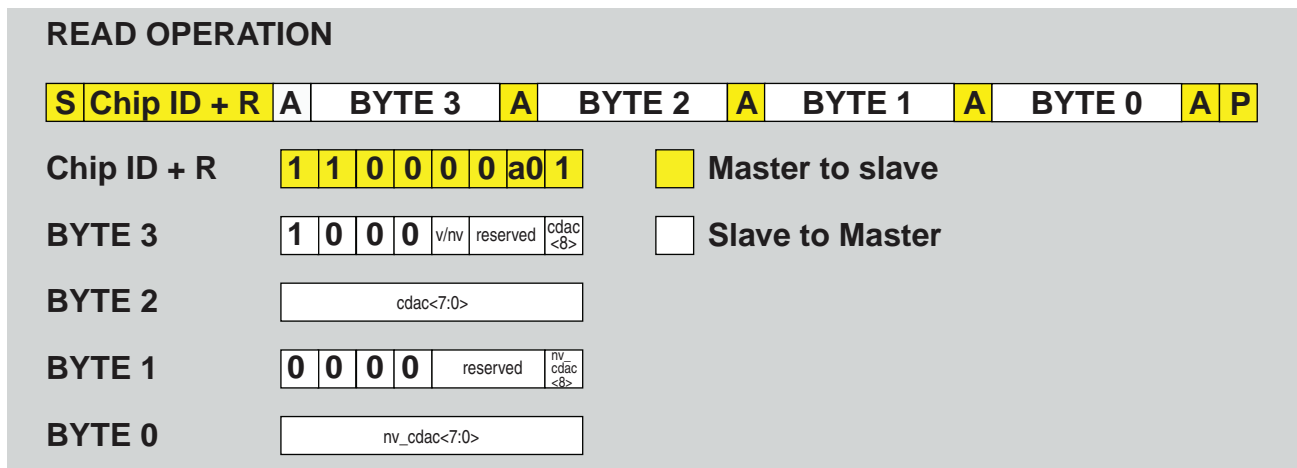 READ OPERATION
S Chip ID + R A BYTE 3 A BYTE 2 A BYTE 1 A BYTE 0 A P
Chip ID + R 1 1 0 0 0 0 a0 1 Master to slave
BYTE 3 1 0 0 0 v/nv reserved cdac <8> Slave to Master
BYTE 2 cdac<7:0>
BYTE 1 0 0 0 0 reserved nv_ cdac <8>
BYTE 0 nv_cdac<7:0>